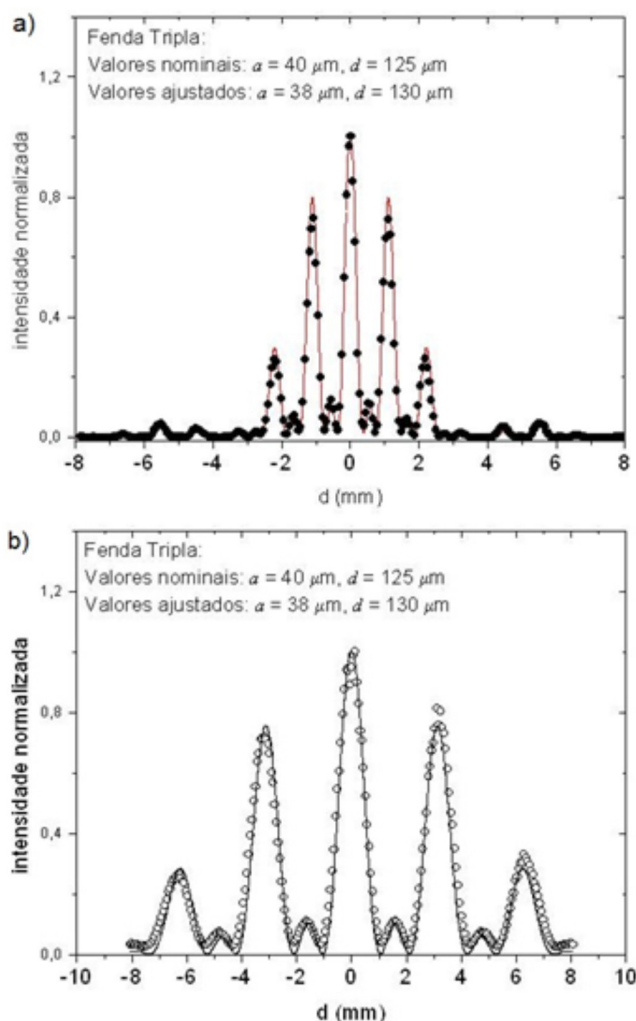 a)
Fenda Tripla:
Valores nominais: a = 40 μm, d = 125 μm
Valores ajustados: a = 38 μm, d = 130 μm
intensidade normalizada
1,2
0,8
0,4
0,0
-8 -6 -4 -2 0 2 4 6 8
d (mm)
b)
Fenda Tripla:
Valores nominais: a = 40 μm, d = 125 μm
Valores ajustados: a = 38 μm, d = 130 μm
intensidade normalizada
1,2
0,8
0,4
0,0
-10 -8 -6 -4 -2 0 2 4 6 8 10
d (mm)